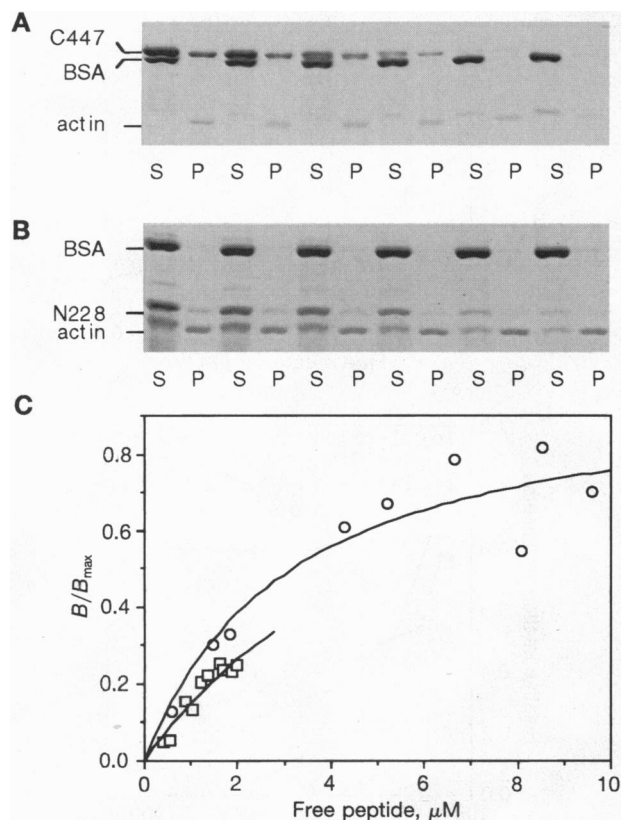 A
C447
BSA
actin
S P S P S P S P S P S P
B
BSA
N228
actin
S P S P S P S P S P S P
C
0.8
0.6
0.4
0.2
0.0
B/Bmax
0 2 4 6 8 10
Free peptide, μM